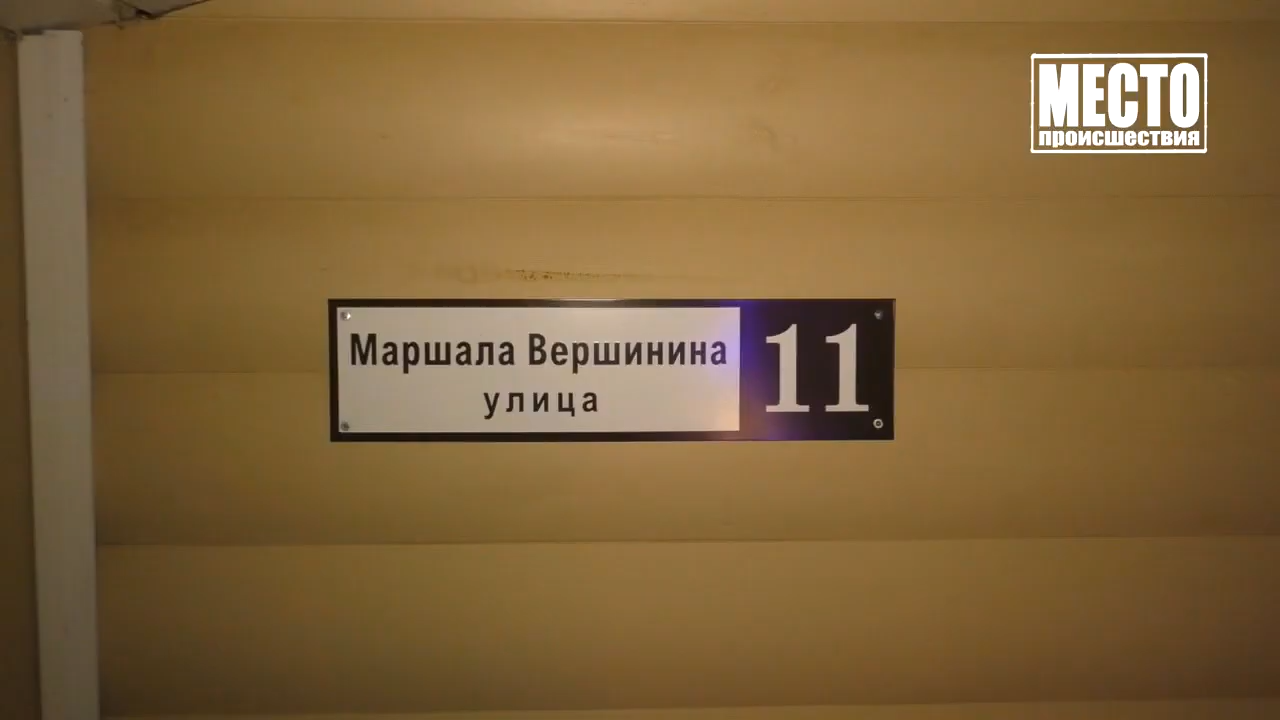 МЕСТО
происшествия
Маршала Вершинина
улица
11